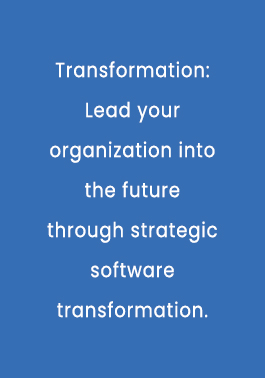 Transformation:
Lead your
organization into
the future
through strategic
software
transformation.